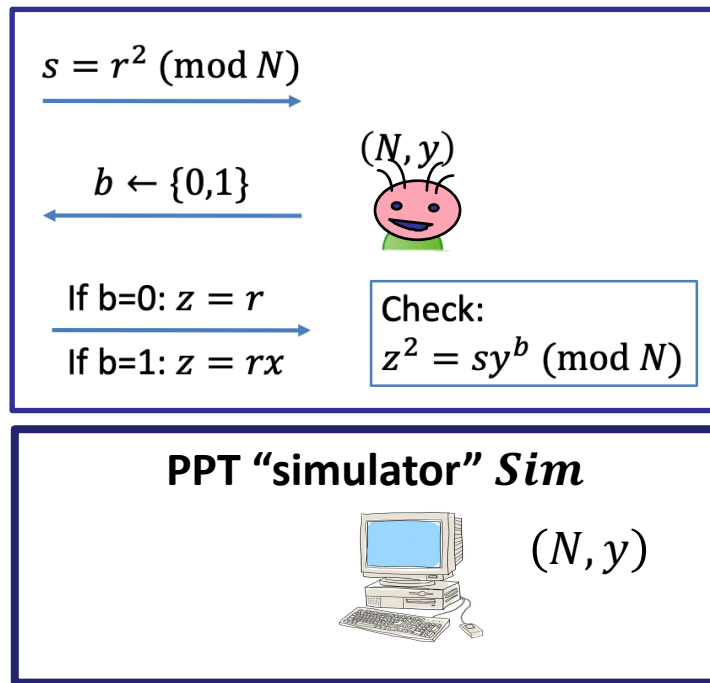 s = r² (mod N)
(N, y)
b ← {0,1}
If b=0: z = r
If b=1: z = rx
Check:
z² = sy^b (mod N)
PPT “simulator” Sim
(N, y)